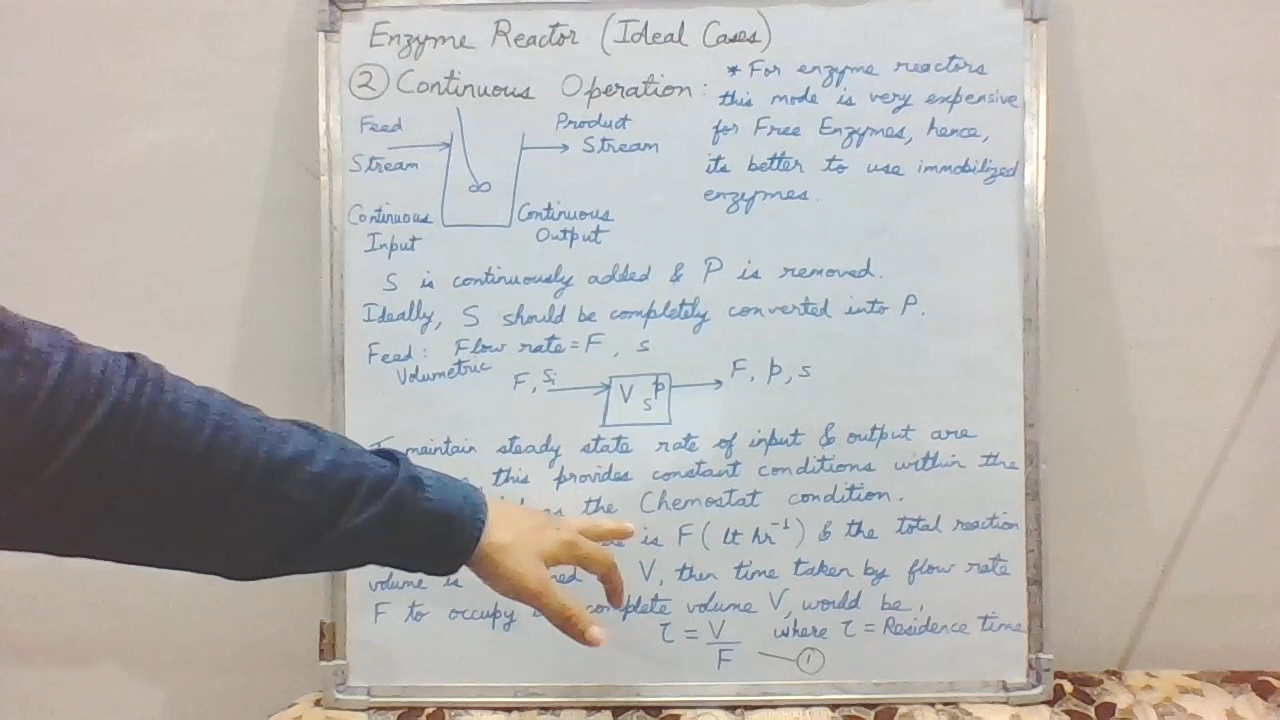 Enzyme Reactor (Ideal Cases)
② Continuous Operation:
* For enzyme reactors
this mode is very expensive
for Free Enzymes, hence,
its better to use immobilized
enzymes.
Feed
Stream
Product
Stream
Continuous
Input
Continuous
Output
S is continuously added & P is removed.
Ideally, S should be completely converted into P.
Feed: Flow rate = F, s
Volumetric
F, Si
V s p
F, p, s
maintain steady state rate of input & output are
this provides constant conditions within the
the Chemostat condition.
is F (lt hr⁻¹) & the total reaction
volume is V, then time taken by flow rate
F to occupy complete volume V, would be,
τ = V/F where τ = Residence time
①